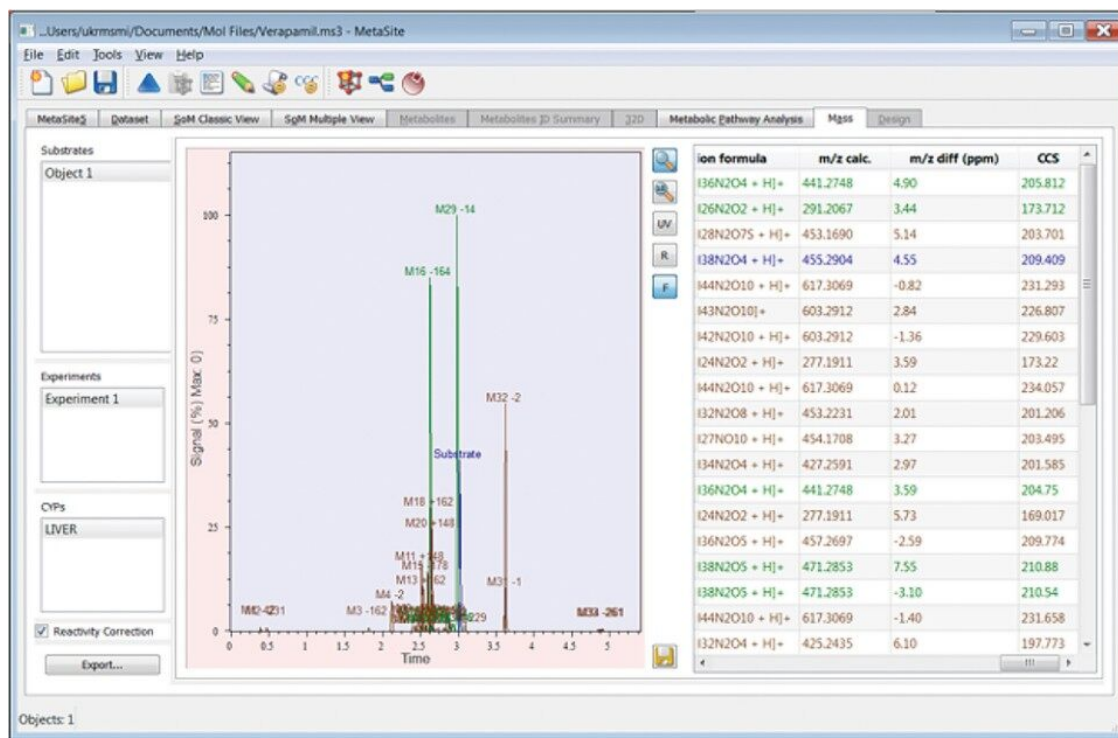 ...Users/ukrmsmi/Documents/Mol Files/Verapamil.ms3 - MetaSite
File Edit Tools View Help
MetaSite5 Dataset SoM Classic View SoM Multiple View Metabolites Metabolites ID Summary 32D Metabolic Pathway Analysis Mass Design
Substrates
Object 1
Experiments
Experiment 1
CYPs
LIVER
Reactivity Correction
Export...
Signal (%) Max: 0)
100
75
50
25
0
0 0.5 1 1.5 2 2.5 3 3.5 4 4.5 5
Time
M29 -14
M16 -164
M32 -2
Substrate
M18 +162
M20 +148
M11 +148
M15 -178
M13 +162
M4 -2
M3 -162
M31 -1
UV
R
F
ion formula m/z calc. m/z diff (ppm) CCS
I36N2O4 + H]+ 441.2748 4.90 205.812
I26N2O2 + H]+ 291.2067 3.44 173.712
I28N2O7S + H]+ 453.1690 5.14 203.701
I38N2O4 + H]+ 455.2904 4.55 209.409
I44N2O10 + H]+ 617.3069 -0.82 231.293
I43N2O10]+ 603.2912 2.84 226.807
I42N2O10 + H]+ 603.2912 -1.36 229.603
I24N2O2 + H]+ 277.1911 3.59 173.22
I44N2O10 + H]+ 617.3069 0.12 234.057
I32N2O8 + H]+ 453.2231 2.01 201.206
I27NO10 + H]+ 454.1708 3.27 203.495
I34N2O4 + H]+ 427.2591 2.97 201.585
I36N2O4 + H]+ 441.2748 3.59 204.75
I24N2O2 + H]+ 277.1911 5.73 169.017
I36N2O5 + H]+ 457.2697 -2.59 209.774
I38N2O5 + H]+ 471.2853 7.55 210.88
I38N2O5 + H]+ 471.2853 -3.10 210.54
I44N2O10 + H]+ 617.3069 -1.40 231.658
I32N2O4 + H]+ 425.2435 6.10 197.773
Objects: 1